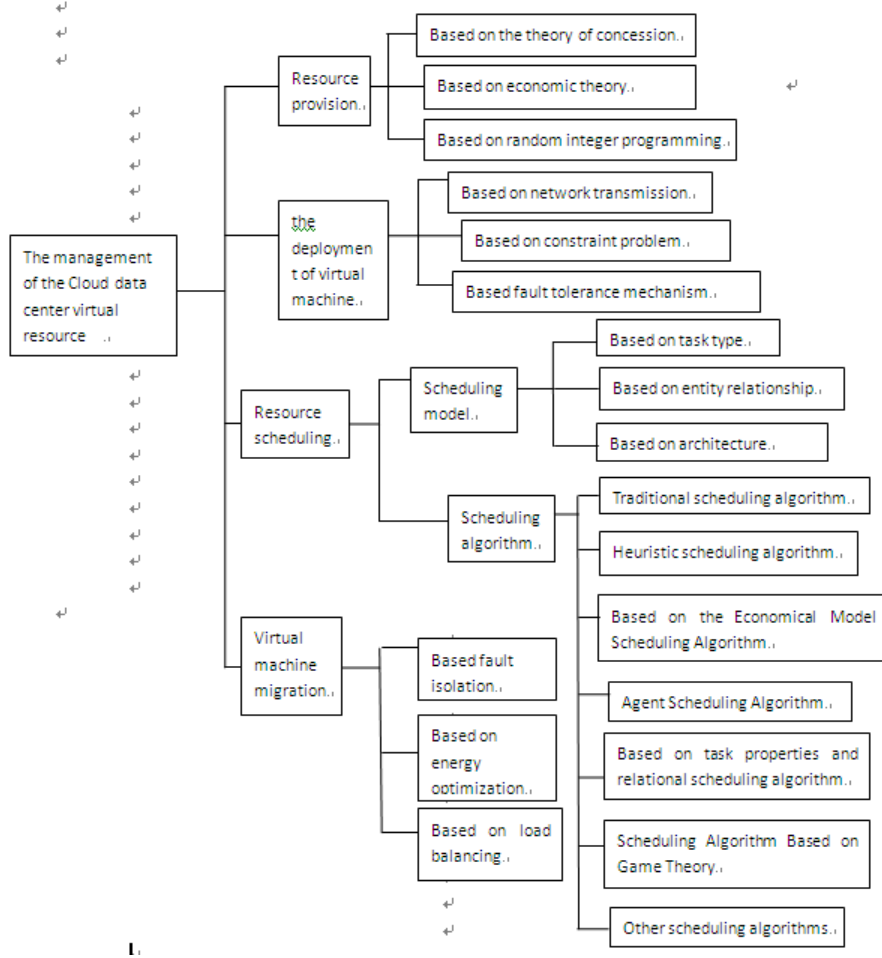 Based on the theory of concession.
Resource
provision.
Based on economic theory.
Based on random integer programming.
the
deploymen
t of virtual
machine.
Based on network transmission.
Based on constraint problem.
Based fault tolerance mechanism.
The management
of the Cloud data
center virtual
resource .
Resource
scheduling.
Scheduling
model.
Based on task type.
Based on entity relationship.
Based on architecture.
Scheduling
algorithm.
Traditional scheduling algorithm.
Heuristic scheduling algorithm.
Based on the Economical Model
Scheduling Algorithm.
Agent Scheduling Algorithm.
Based on task properties and
relational scheduling algorithm.
Scheduling Algorithm Based on
Game Theory.
Other scheduling algorithms.
Virtual
machine
migration.
Based fault
isolation.
Based on
energy
optimization.
Based on load
balancing.